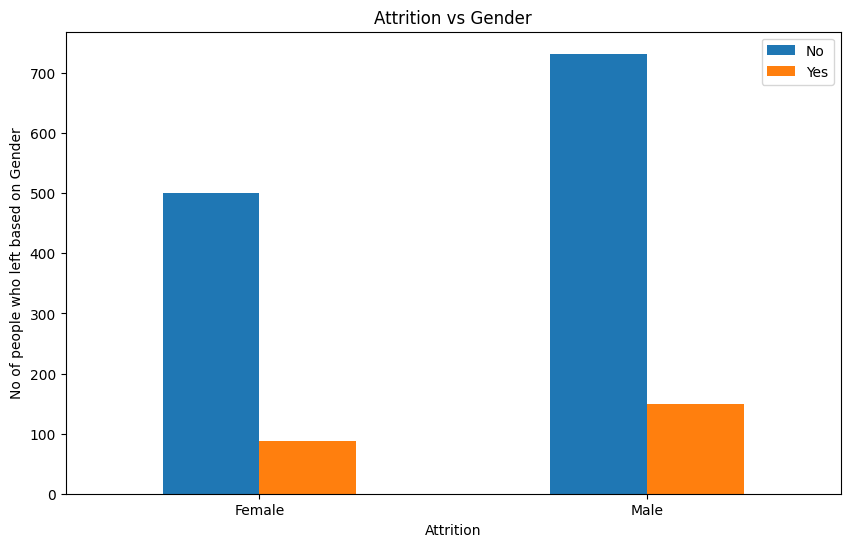 Attrition vs Gender
No
Yes
No of people who left based on Gender
700
600
500
400
300
200
100
0
Female
Male
Attrition